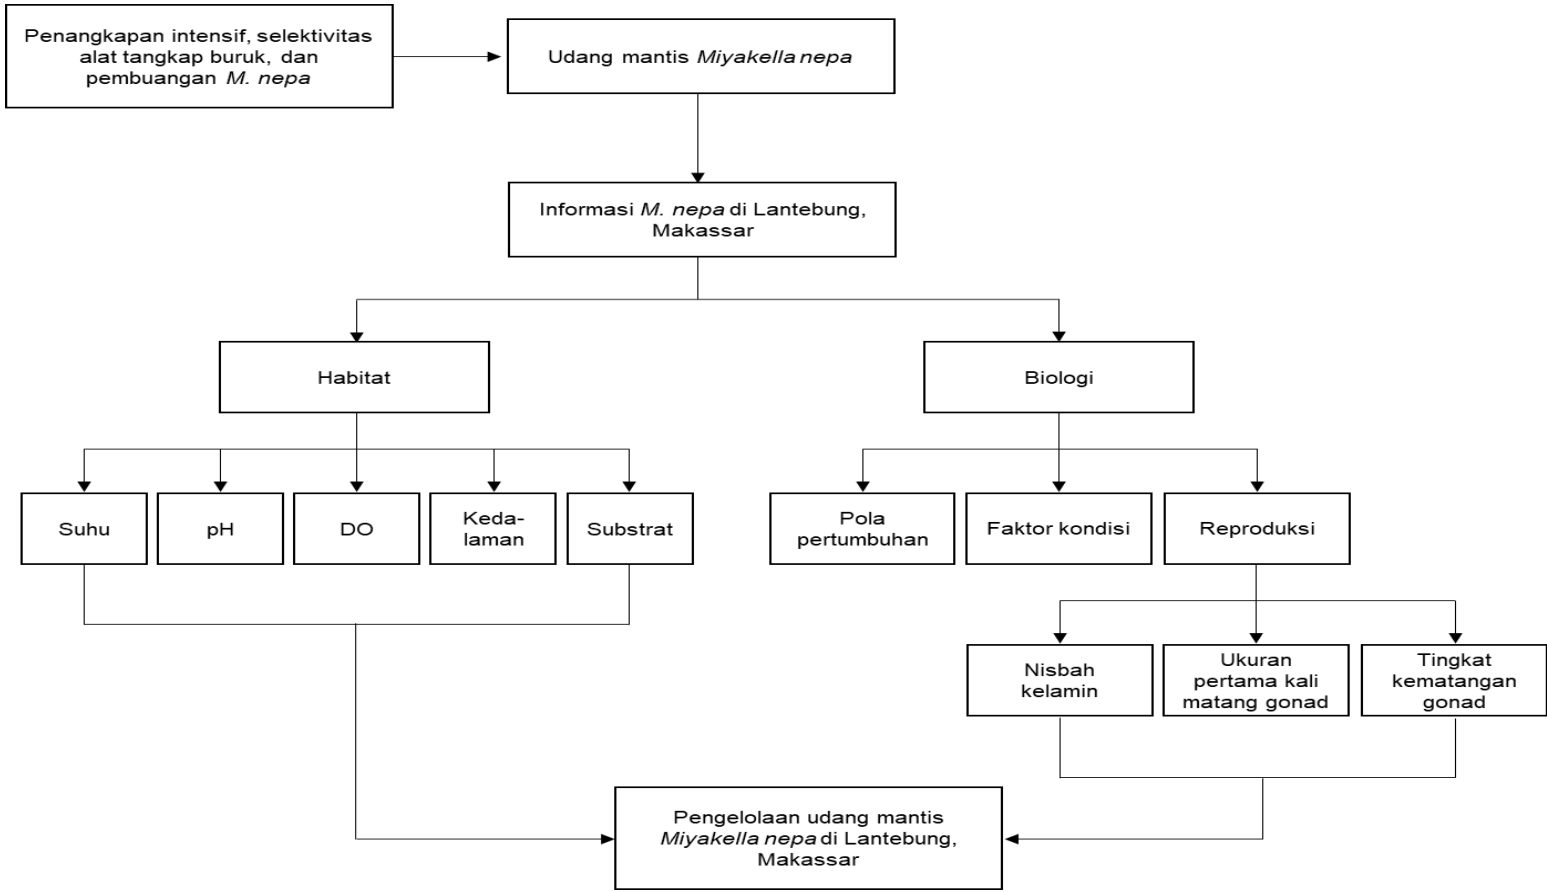 Penangkapan intensif, selektivitas
alat tangkap buruk, dan
pembuangan M. nepa
Udang mantis Miyakella nepa
Informasi M. nepa di Lantebung,
Makassar
Habitat
Biologi
Suhu
pH
DO
Keda-
laman
Substrat
Pola
pertumbuhan
Faktor kondisi
Reproduksi
Nisbah
kelamin
Ukuran
pertama kali
matang gonad
Tingkat
kematangan
gonad
Pengelolaan udang mantis
Miyakella nepa di Lantebung,
Makassar